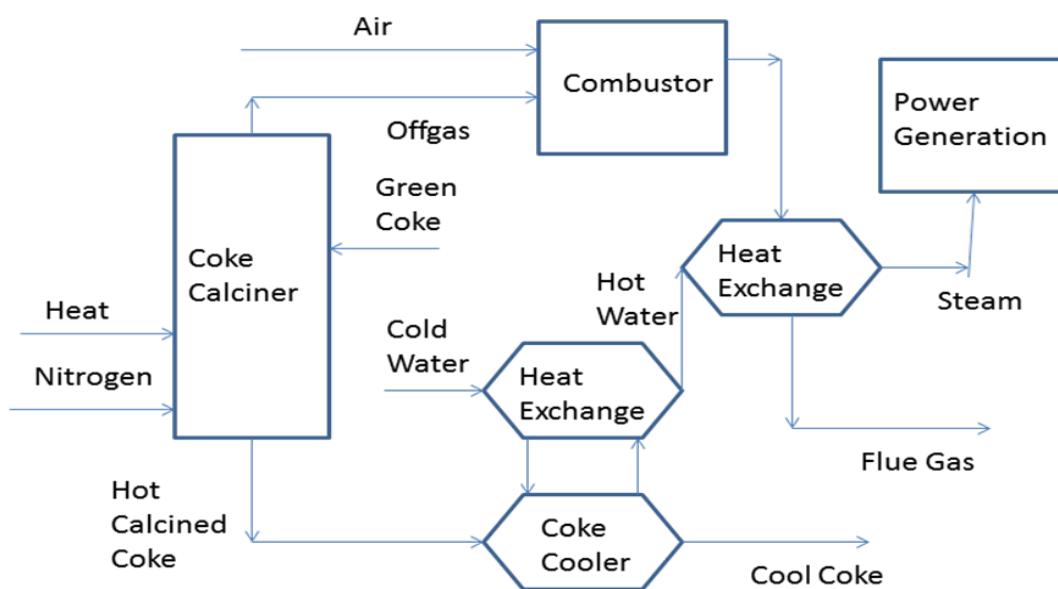 Air
Combustor
Power
Generation
Offgas
Green
Coke
Coke
Calciner
Heat
Exchange
Hot
Water
Steam
Heat
Cold
Water
Nitrogen
Heat
Exchange
Flue Gas
Hot
Calcined
Coke
Coke
Cooler
Cool Coke